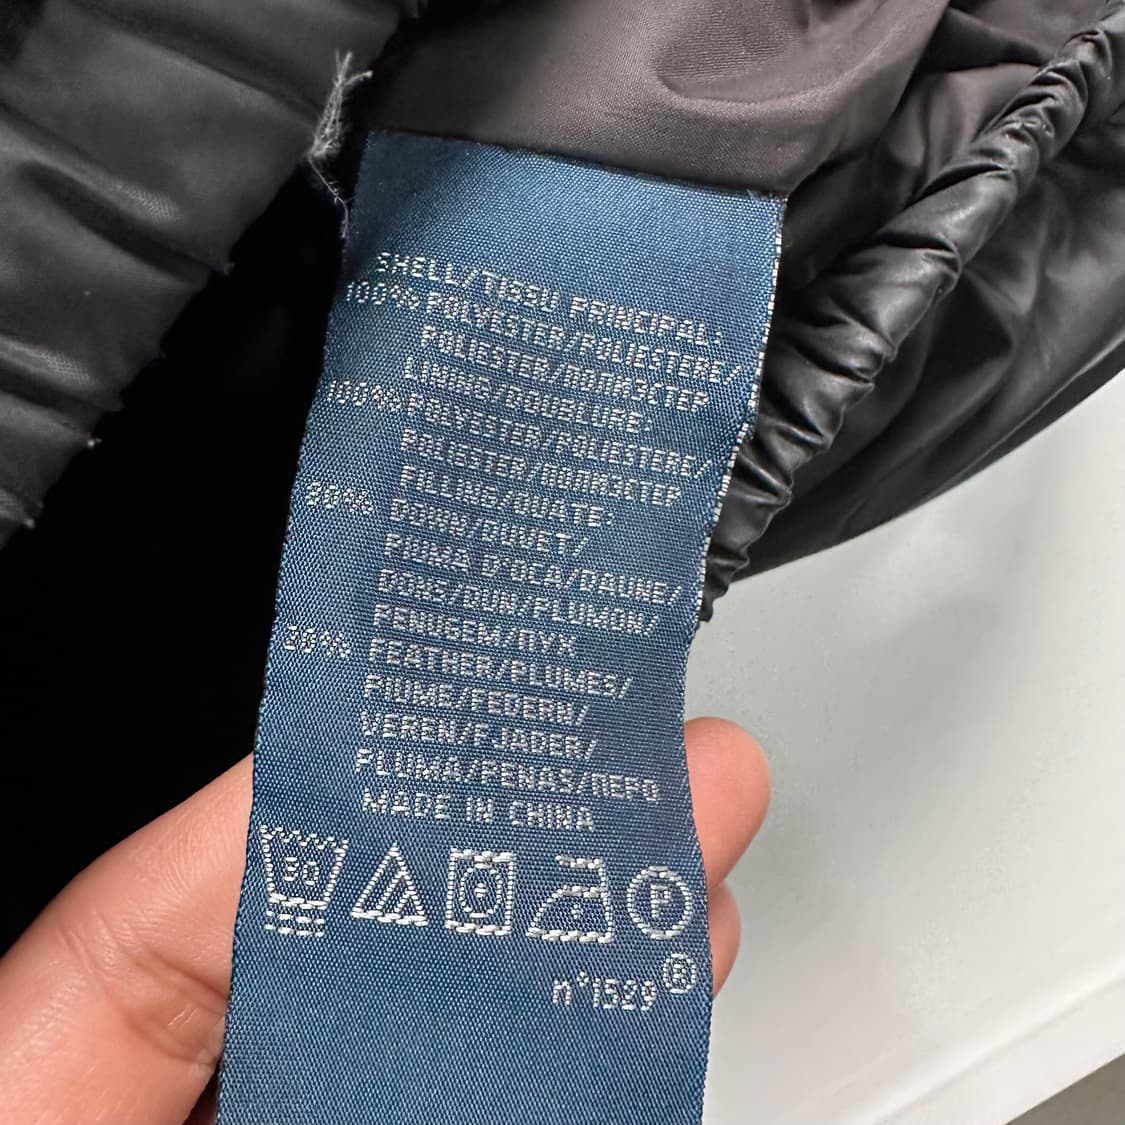 SHELL/TISSU PRINCIPAL:
100% POLYESTER/POLIESTERE/
POLIESTER/ПОЛИЭСТЕР
LINING/DOUBLURE:
100% POLYESTER/POLIESTERE/
POLIESTER/ПОЛИЭСТЕР
FILLING/OUATE:
DOWN/DUVET/
PIUMA D'OCA/DAUNE/
DONS/DUN/PLUMON/
PENUGEM/ПУХ
FEATHER/PLUMES/
PIUME/FEDERN/
VEREN/FJADER/
PLUMA/PENAS/ПЕРО
MADE IN CHINA
30
P
n°1529®